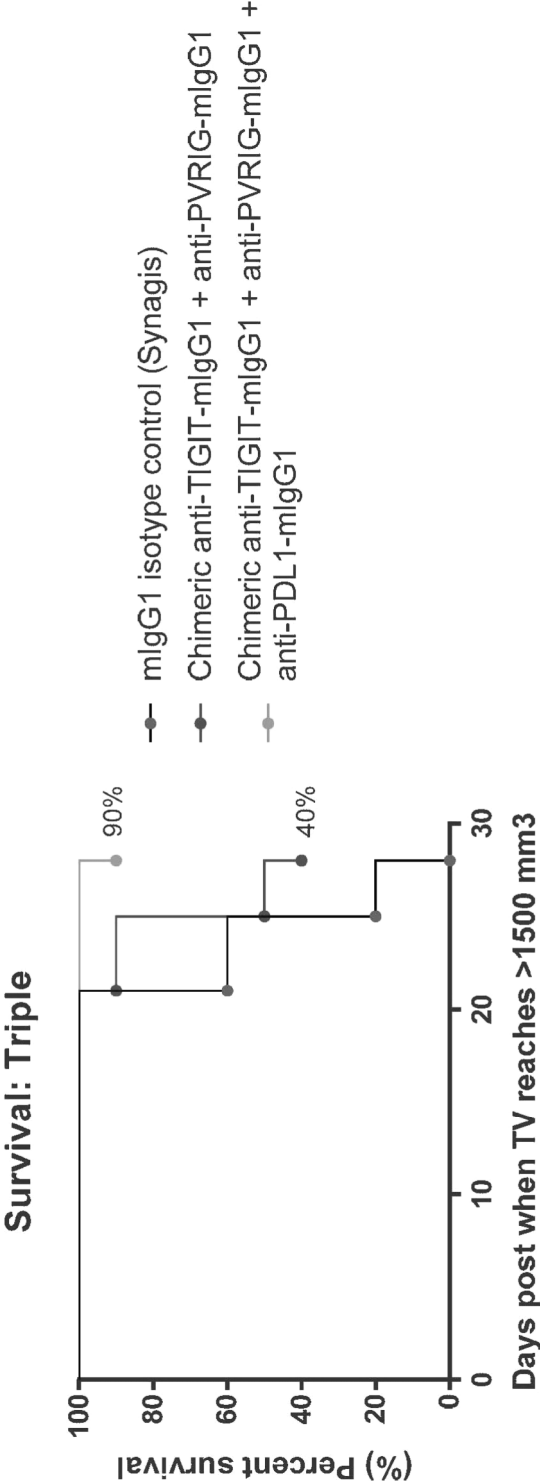 Survival: Triple
(%) Percent survival
100
80
60
40
20
0
90%
40%
0
10
20
30
Days post when TV reaches >1500 mm3
mIgG1 isotype control (Synagis)
Chimeric anti-TIGIT-mIgG1 + anti-PVRIG-mIgG1
Chimeric anti-TIGIT-mIgG1 + anti-PVRIG-mIgG1 +
anti-PDL1-mIgG1